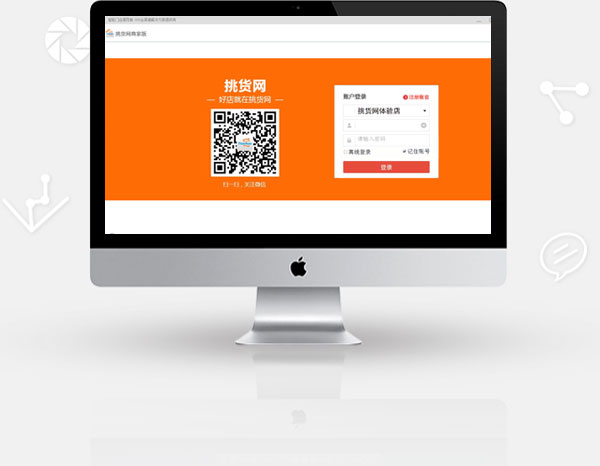 挑货网商家版
挑货网
— 好店就在挑货网 —
扫一扫，关注微信
账户登录
注册账号
挑货网体验店
请输入密码
离线登录
记住账号
登录